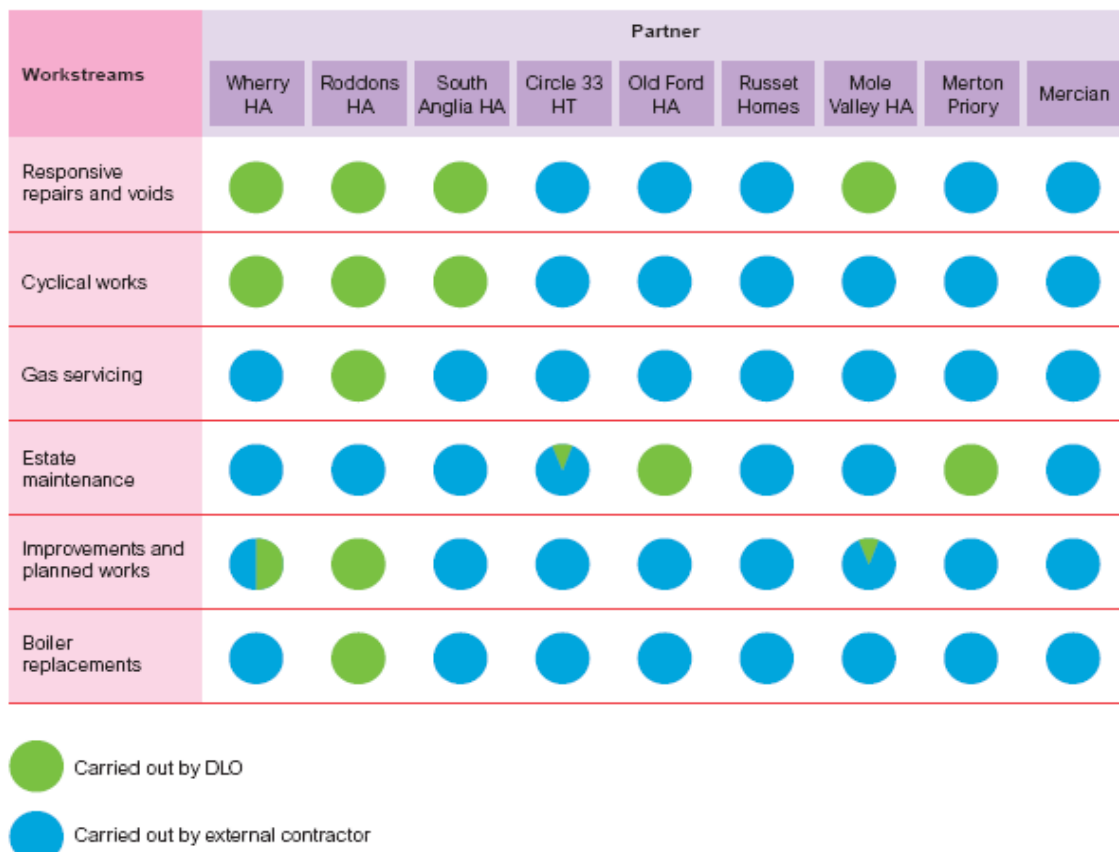 Partner
Workstreams
Wherry
HA
Roddons
HA
South
Anglia HA
Circle 33
HT
Old Ford
HA
Russet
Homes
Mole
Valley HA
Merton
Priory
Mercian
Responsive
repairs and voids
Cyclical works
Gas servicing
Estate
maintenance
Improvements and
planned works
Boiler
replacements
Carried out by DLO
Carried out by external contractor